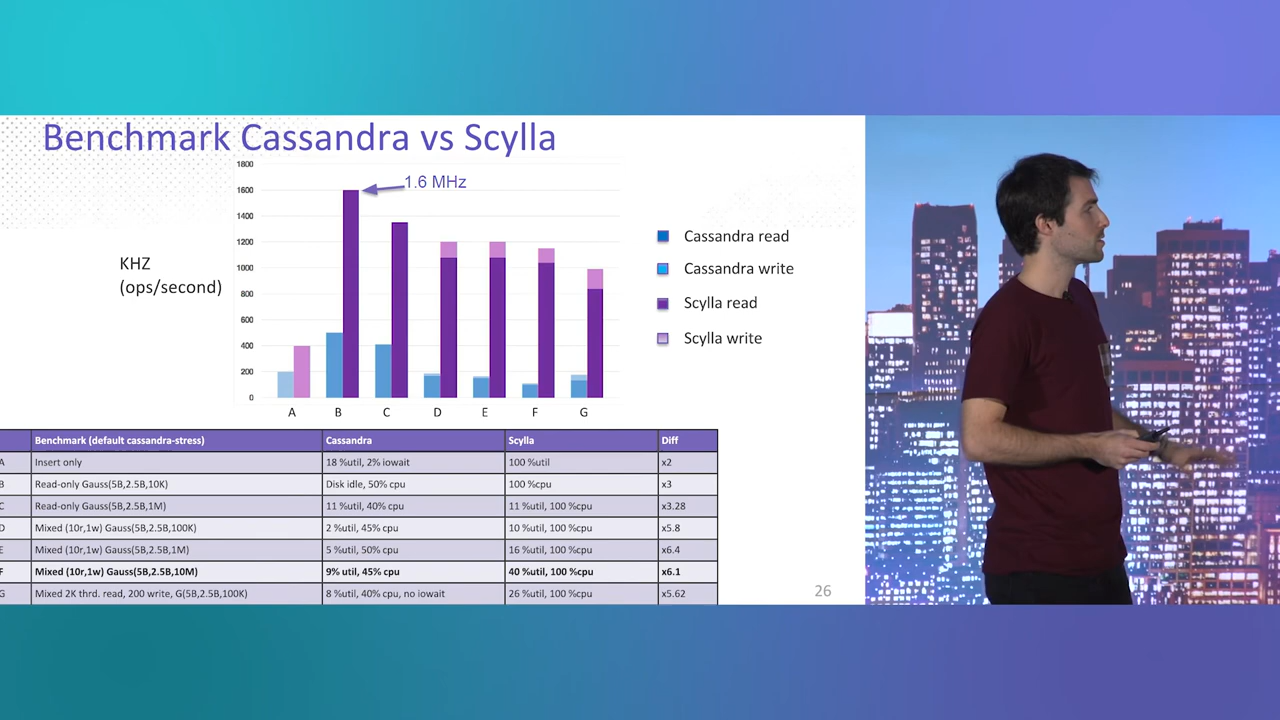 Benchmark Cassandra vs Scylla
1800
1600
1400
1200
1000
800
600
400
200
0
1.6 MHz
KHZ
(ops/second)
A B C D E F G
Cassandra read
Cassandra write
Scylla read
Scylla write
Benchmark (default cassandra-stress) Cassandra Scylla Diff
A Insert only 18 %util, 2% iowait 100 %util x2
B Read-only Gauss(5B,2.5B,10K) Disk idle, 50% cpu 100 %cpu x3
C Read-only Gauss(5B,2.5B,1M) 11 %util, 40% cpu 11 %util, 100 %cpu x3.28
D Mixed (10r,1w) Gauss(5B,2.5B,100K) 2 %util, 45% cpu 10 %util, 100 %cpu x5.8
E Mixed (10r,1w) Gauss(5B,2.5B,1M) 5 %util, 50% cpu 16 %util, 100 %cpu x6.4
F Mixed (10r,1w) Gauss(5B,2.5B,10M) 9% util, 45% cpu 40 %util, 100 %cpu x6.1
G Mixed 2K thrd. read, 200 write, G(5B,2.5B,100K) 8 %util, 40% cpu, no iowait 26 %util, 100 %cpu x5.62
26